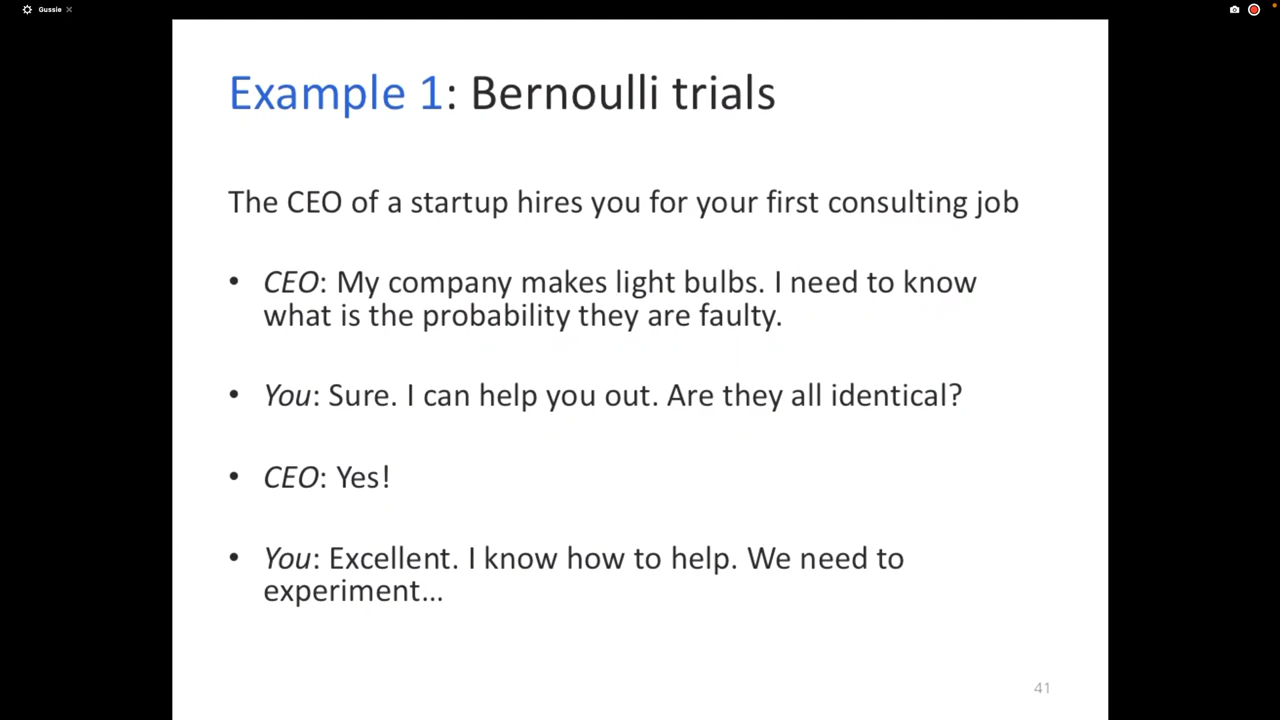 Gussie
Example 1: Bernoulli trials
The CEO of a startup hires you for your first consulting job
• CEO: My company makes light bulbs. I need to know
what is the probability they are faulty.
• You: Sure. I can help you out. Are they all identical?
• CEO: Yes!
• You: Excellent. I know how to help. We need to
experiment…
41